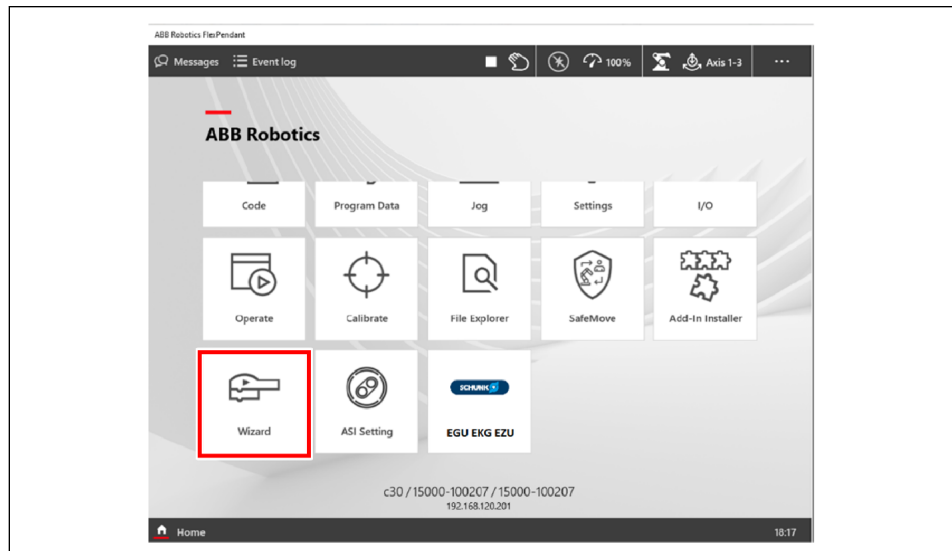 ABB Robotics FlexPendant
Messages Event log 100% Axis 1-3 ...
ABB Robotics
Code Program Data Jog Settings I/O
Operate Calibrate File Explorer SafeMove Add-In Installer
SCHUNK
Wizard ASI Setting EGU EKG EZU
c30 / 15000-100207 / 15000-100207
192.168.120.201
Home 18:17